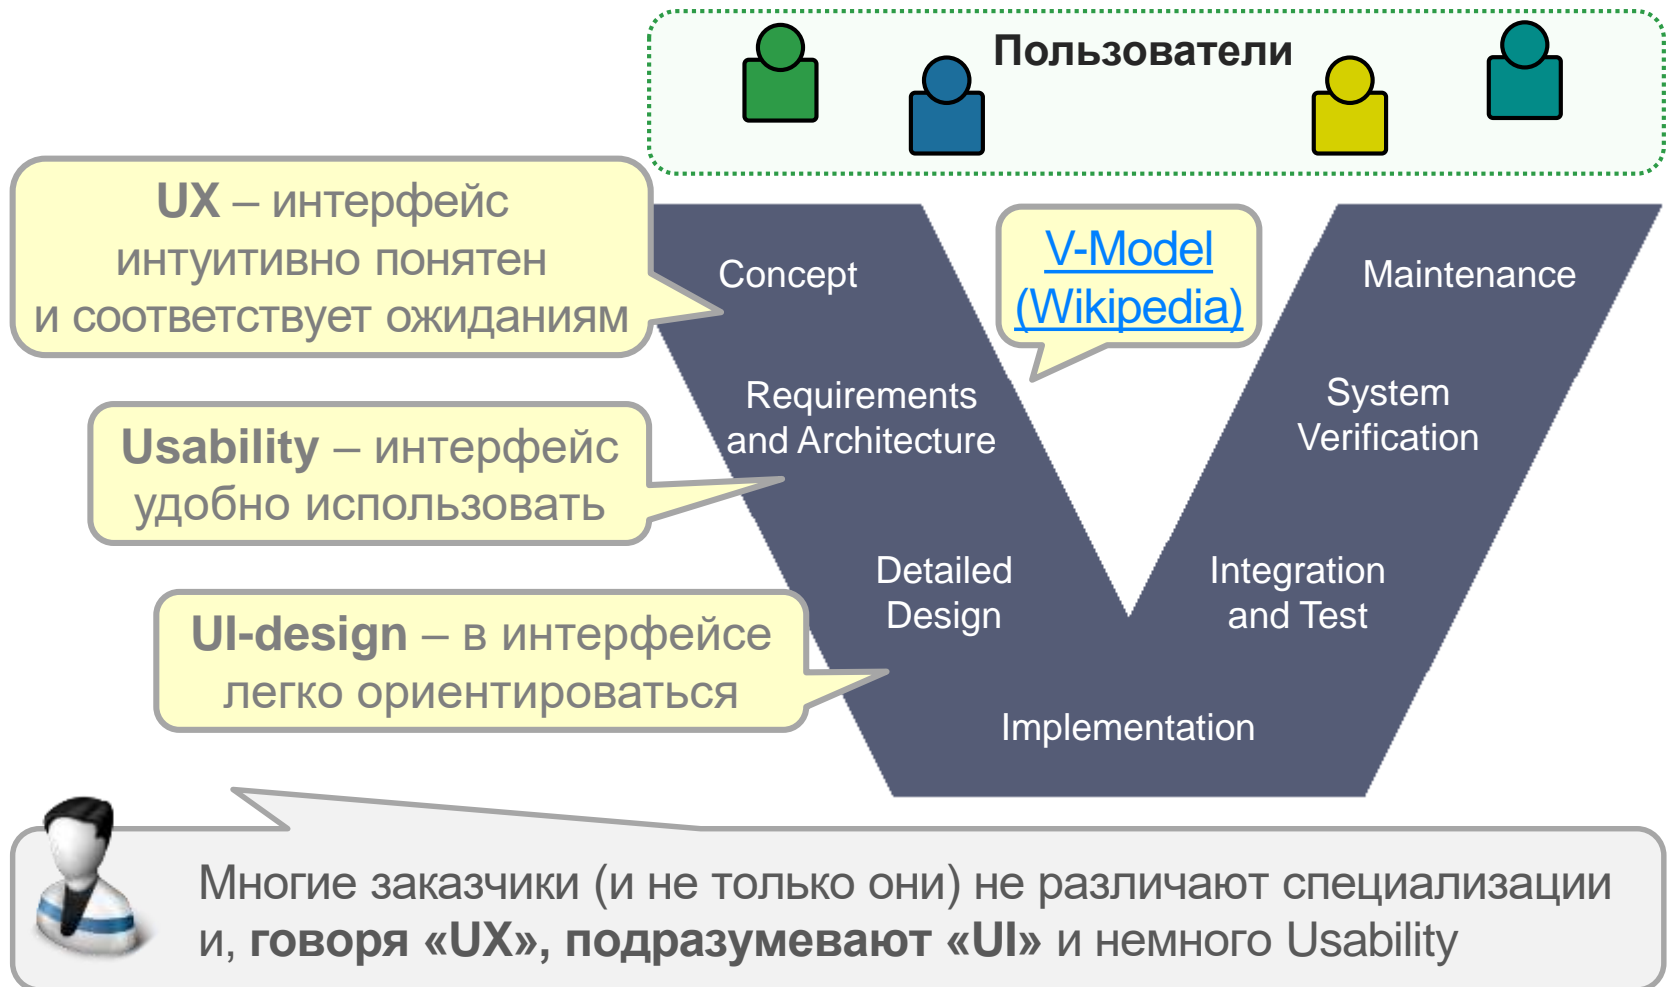 Пользователи
UX – интерфейс
интуитивно понятен
и соответствует ожиданиям
V-Model
(Wikipedia)
Concept
Maintenance
Requirements
and Architecture
System
Verification
Usability – интерфейс
удобно использовать
Detailed
Design
Integration
and Test
UI-design – в интерфейсе
легко ориентироваться
Implementation
Многие заказчики (и не только они) не различают специализации
и, говоря «UX», подразумевают «UI» и немного Usability